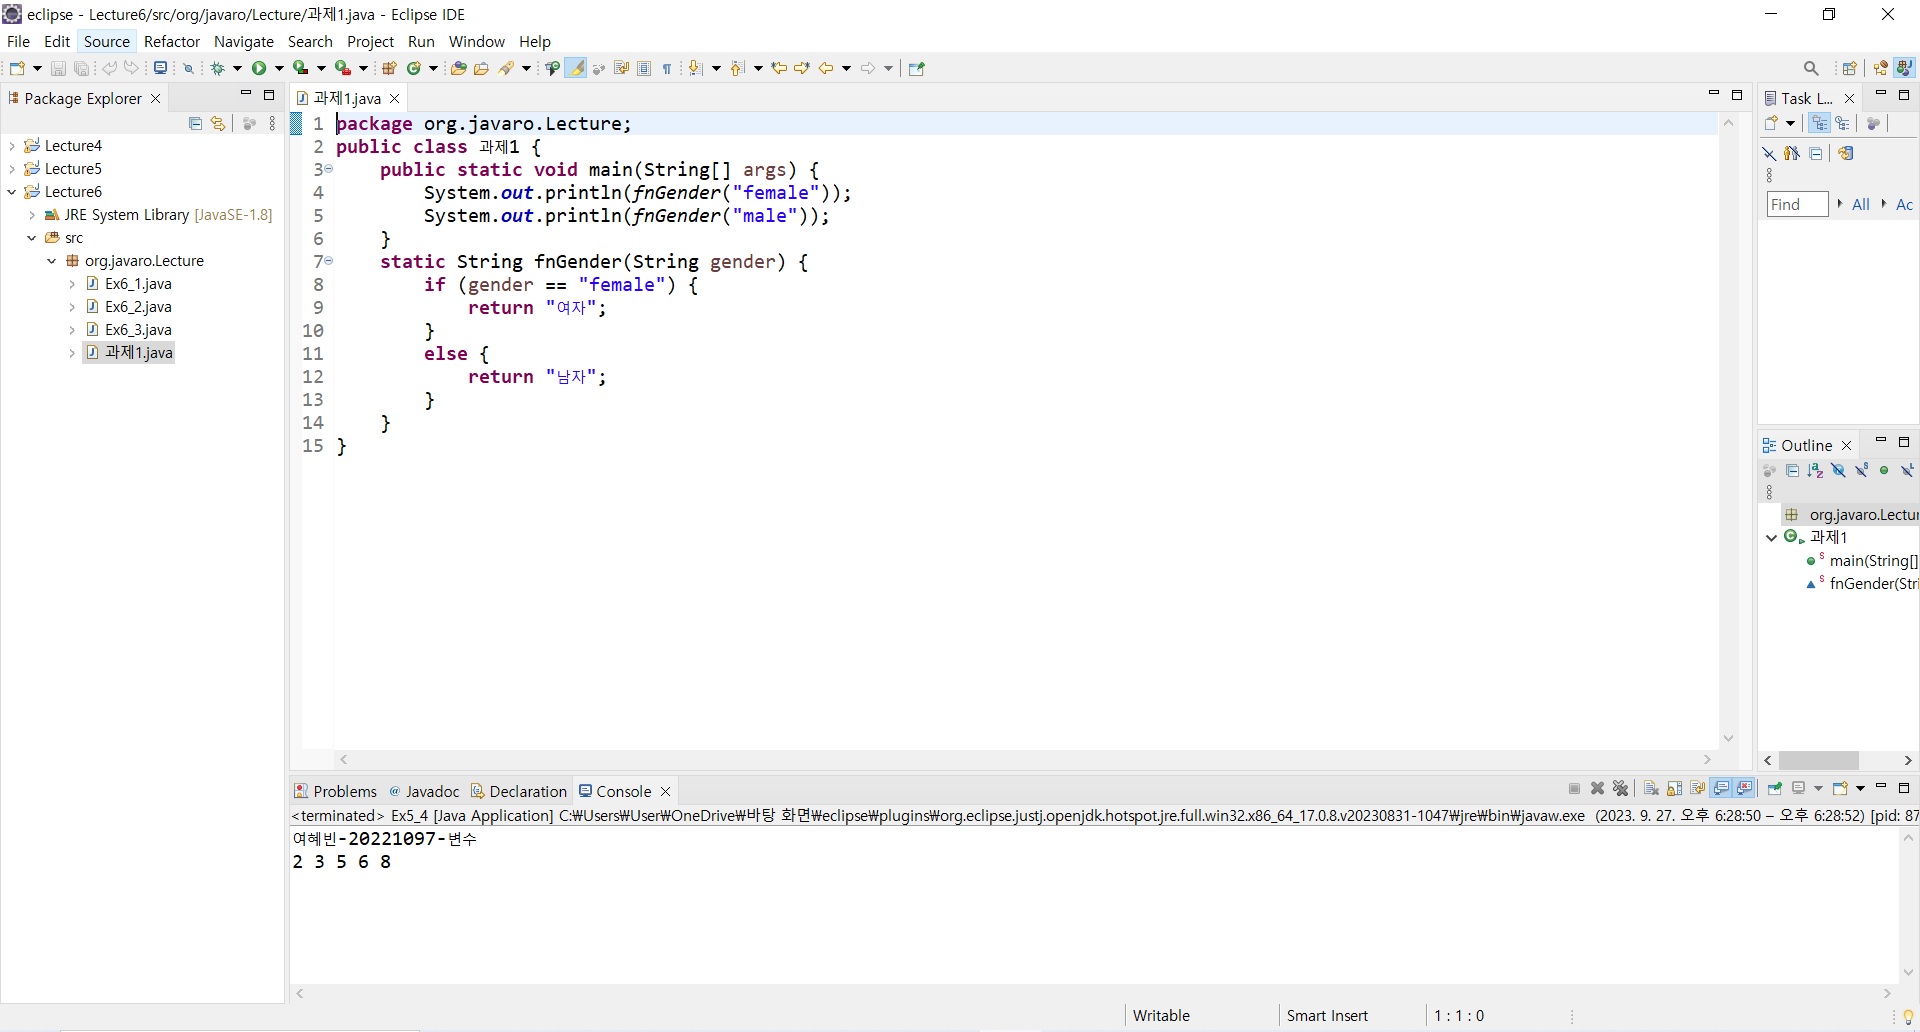 eclipse - Lecture6/src/org/javaro/Lecture/과제1.java - Eclipse IDE
File Edit Source Refactor Navigate Search Project Run Window Help
Package Explorer
Lecture4
Lecture5
Lecture6
JRE System Library [JavaSE-1.8]
src
org.javaro.Lecture
Ex6_1.java
Ex6_2.java
Ex6_3.java
과제1.java
과제1.java
1 package org.javaro.Lecture;
2 public class 과제1 {
3 public static void main(String[] args) {
4 System.out.println(fnGender("female"));
5 System.out.println(fnGender("male"));
6 }
7 static String fnGender(String gender) {
8 if (gender == "female") {
9 return "여자";
10 }
11 else {
12 return "남자";
13 }
14 }
15 }
Task L...
Find All Ac
Outline
org.javaro.Lectur
과제1
main(String[]
fnGender(Stri
Problems @ Javadoc Declaration Console
<terminated> Ex5_4 [Java Application] C:₩Users₩User₩OneDrive₩바탕 화면₩eclipse₩plugins₩org.eclipse.justj.openjdk.hotspot.jre.full.win32.x86_64_17.0.8.v20230831-1047₩jre₩bin₩javaw.exe (2023. 9. 27. 오후 6:28:50 – 오후 6:28:52) [pid: 87
여혜빈-20221097-변수
2 3 5 6 8
Writable Smart Insert 1 : 1 : 0